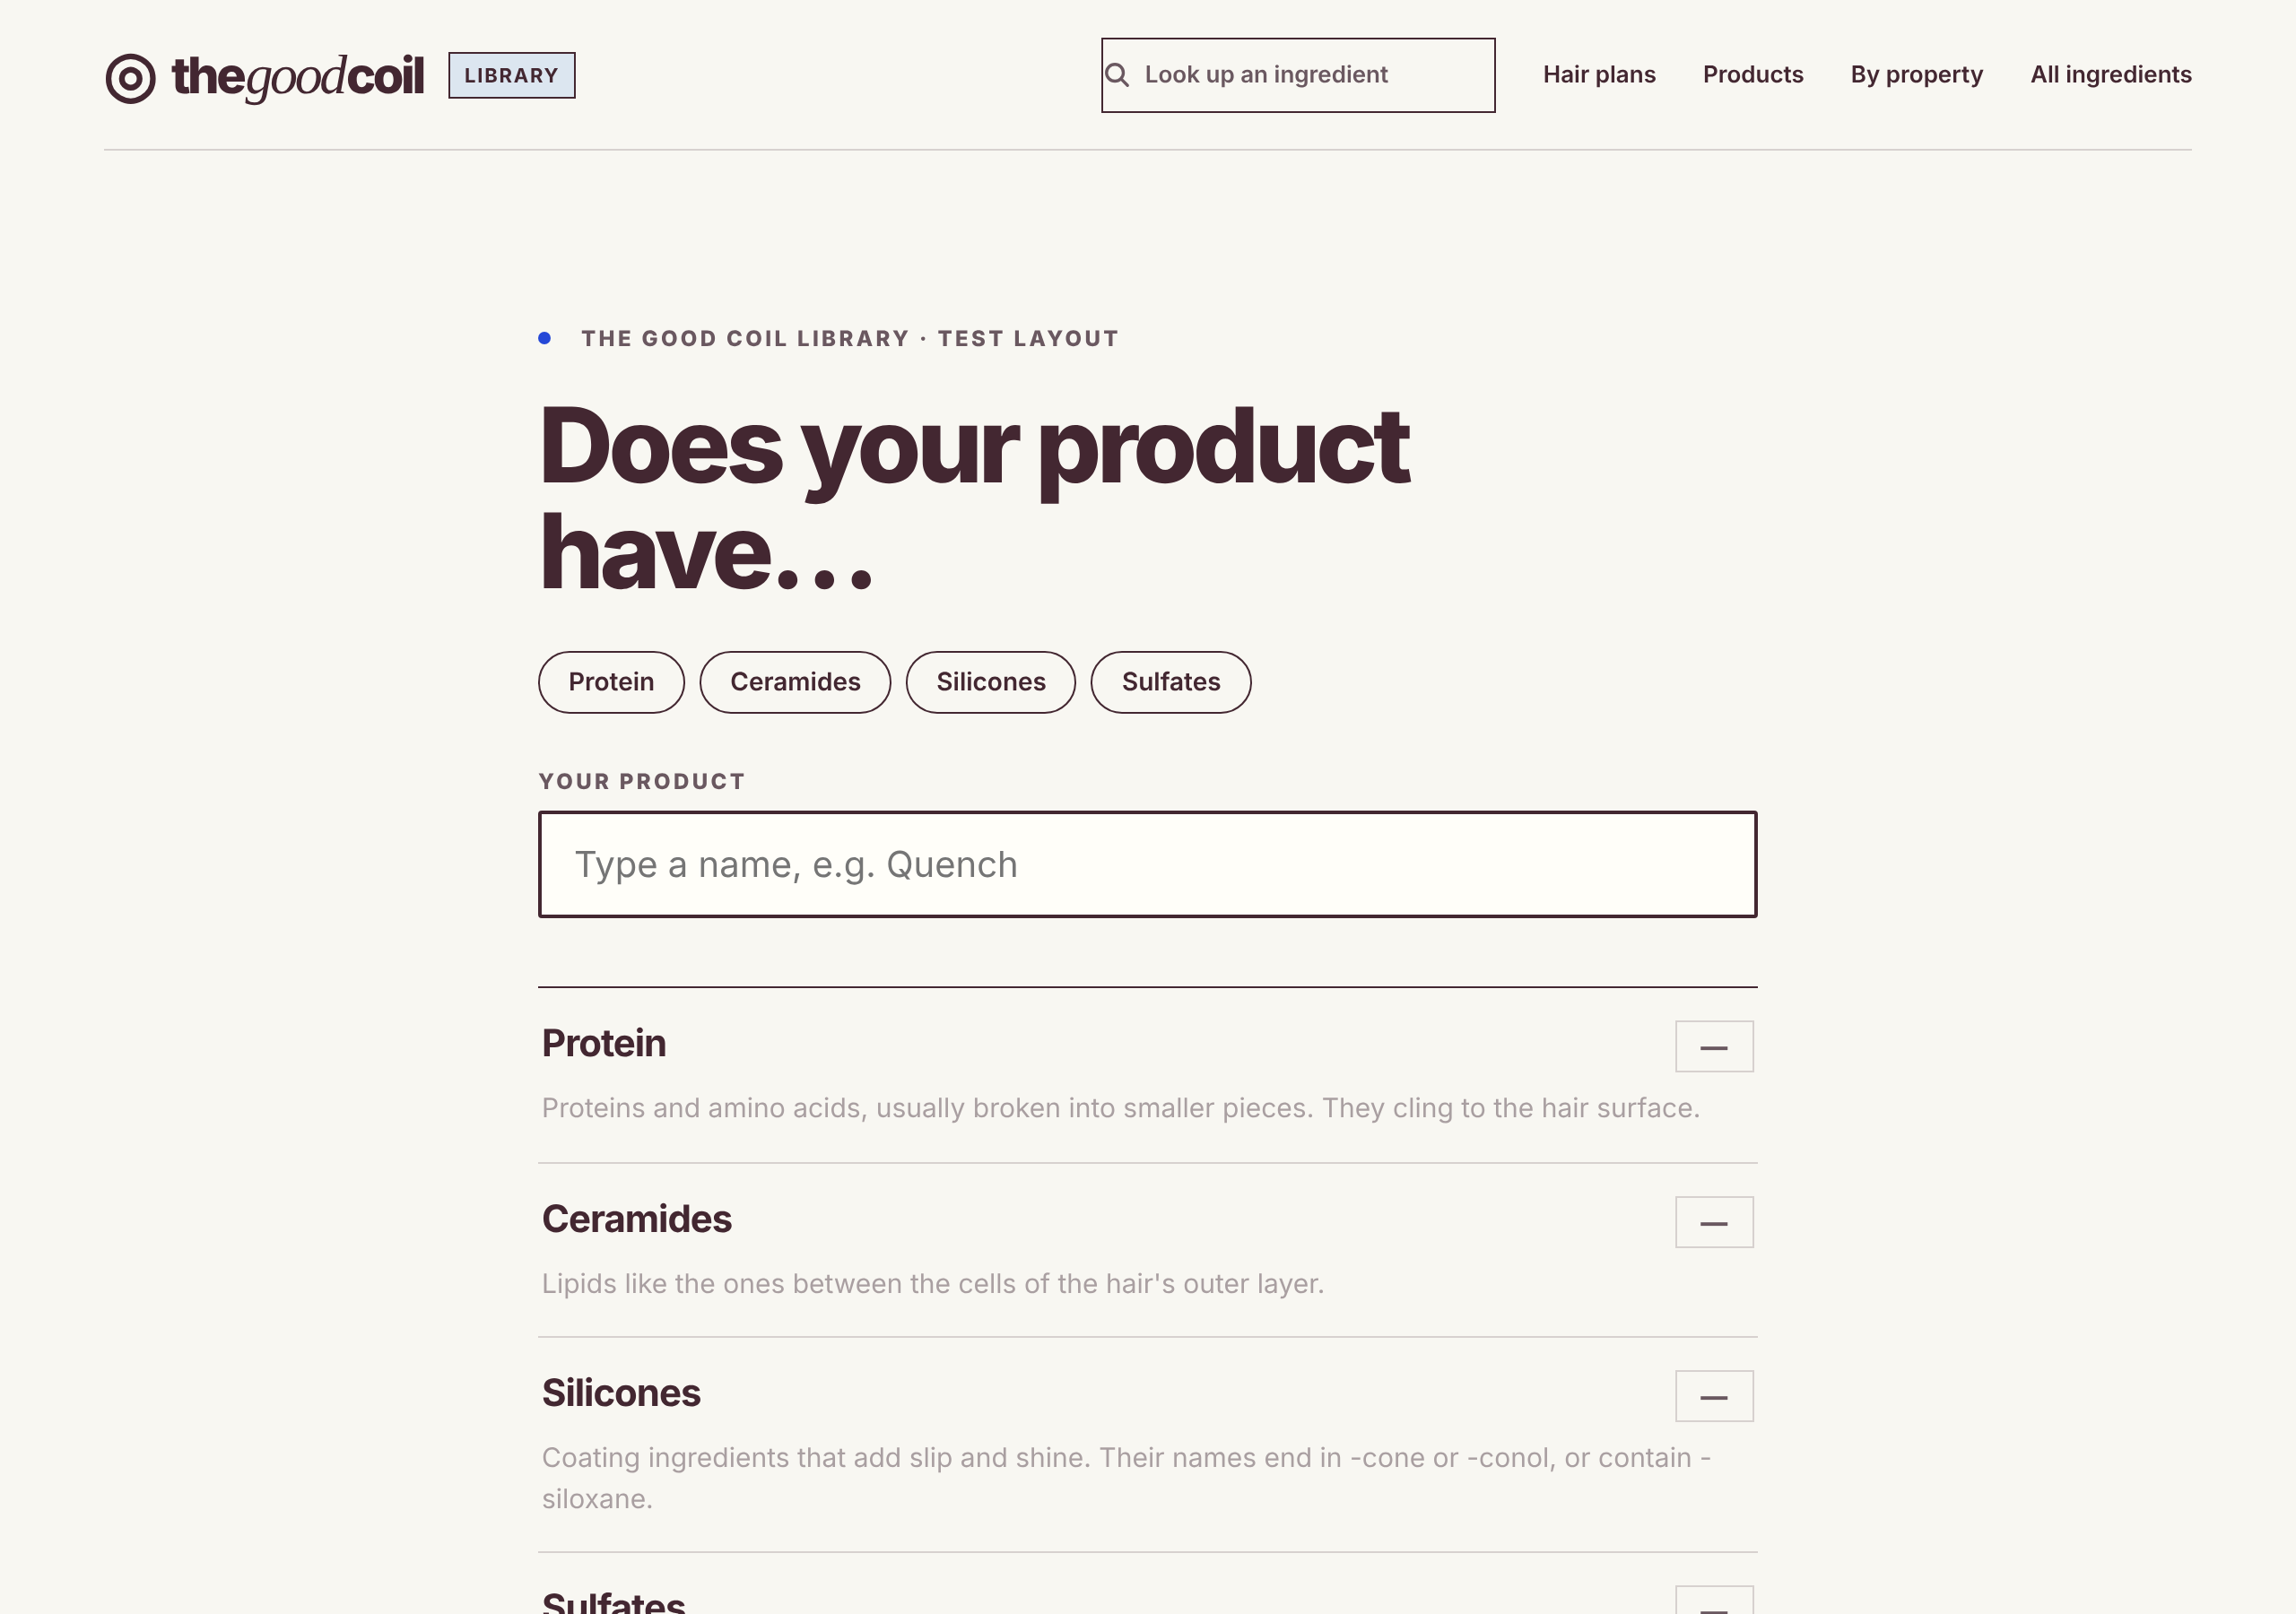 thegoodcoil
LIBRARY
Look up an ingredient
Hair plans
Products
By property
All ingredients
THE GOOD COIL LIBRARY · TEST LAYOUT
Does your product
have…
Protein
Ceramides
Silicones
Sulfates
YOUR PRODUCT
Type a name, e.g. Quench
Protein
—
Proteins and amino acids, usually broken into smaller pieces. They cling to the hair surface.
Ceramides
—
Lipids like the ones between the cells of the hair's outer layer.
Silicones
—
Coating ingredients that add slip and shine. Their names end in -cone or -conol, or contain -
siloxane.
Sulfates
—